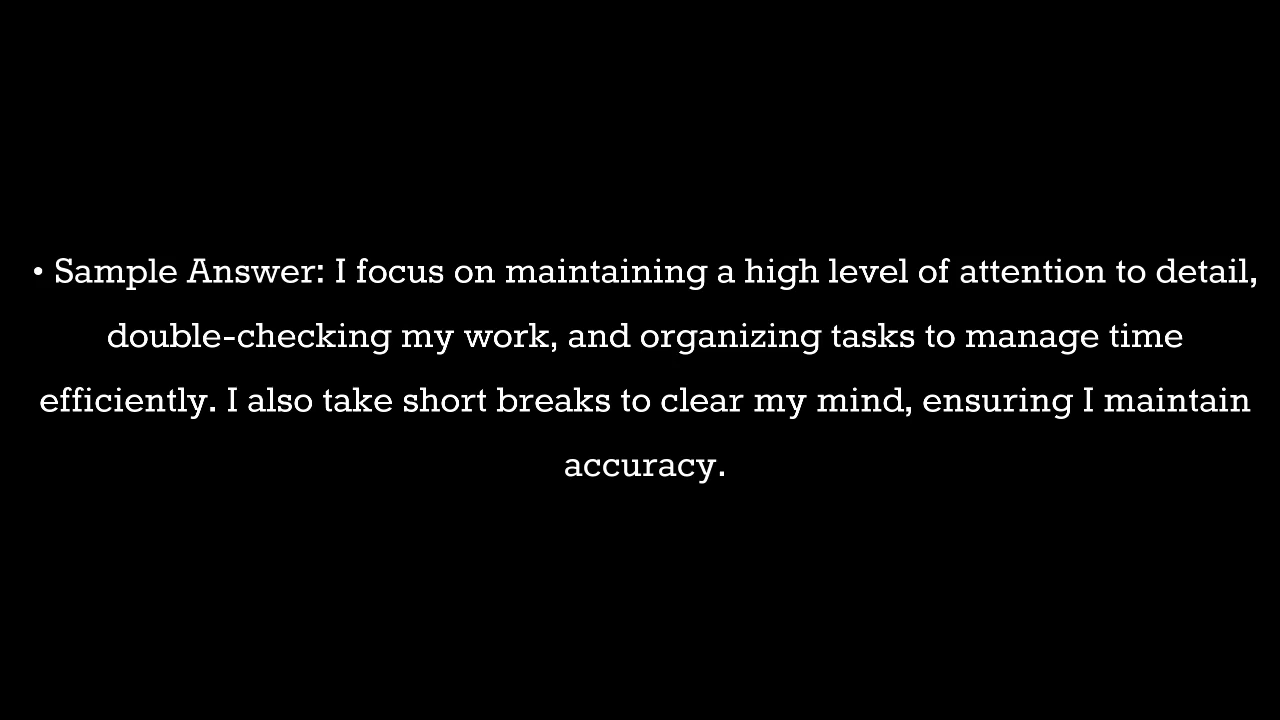 • Sample Answer: I focus on maintaining a high level of attention to detail,
double-checking my work, and organizing tasks to manage time
efficiently. I also take short breaks to clear my mind, ensuring I maintain
accuracy.